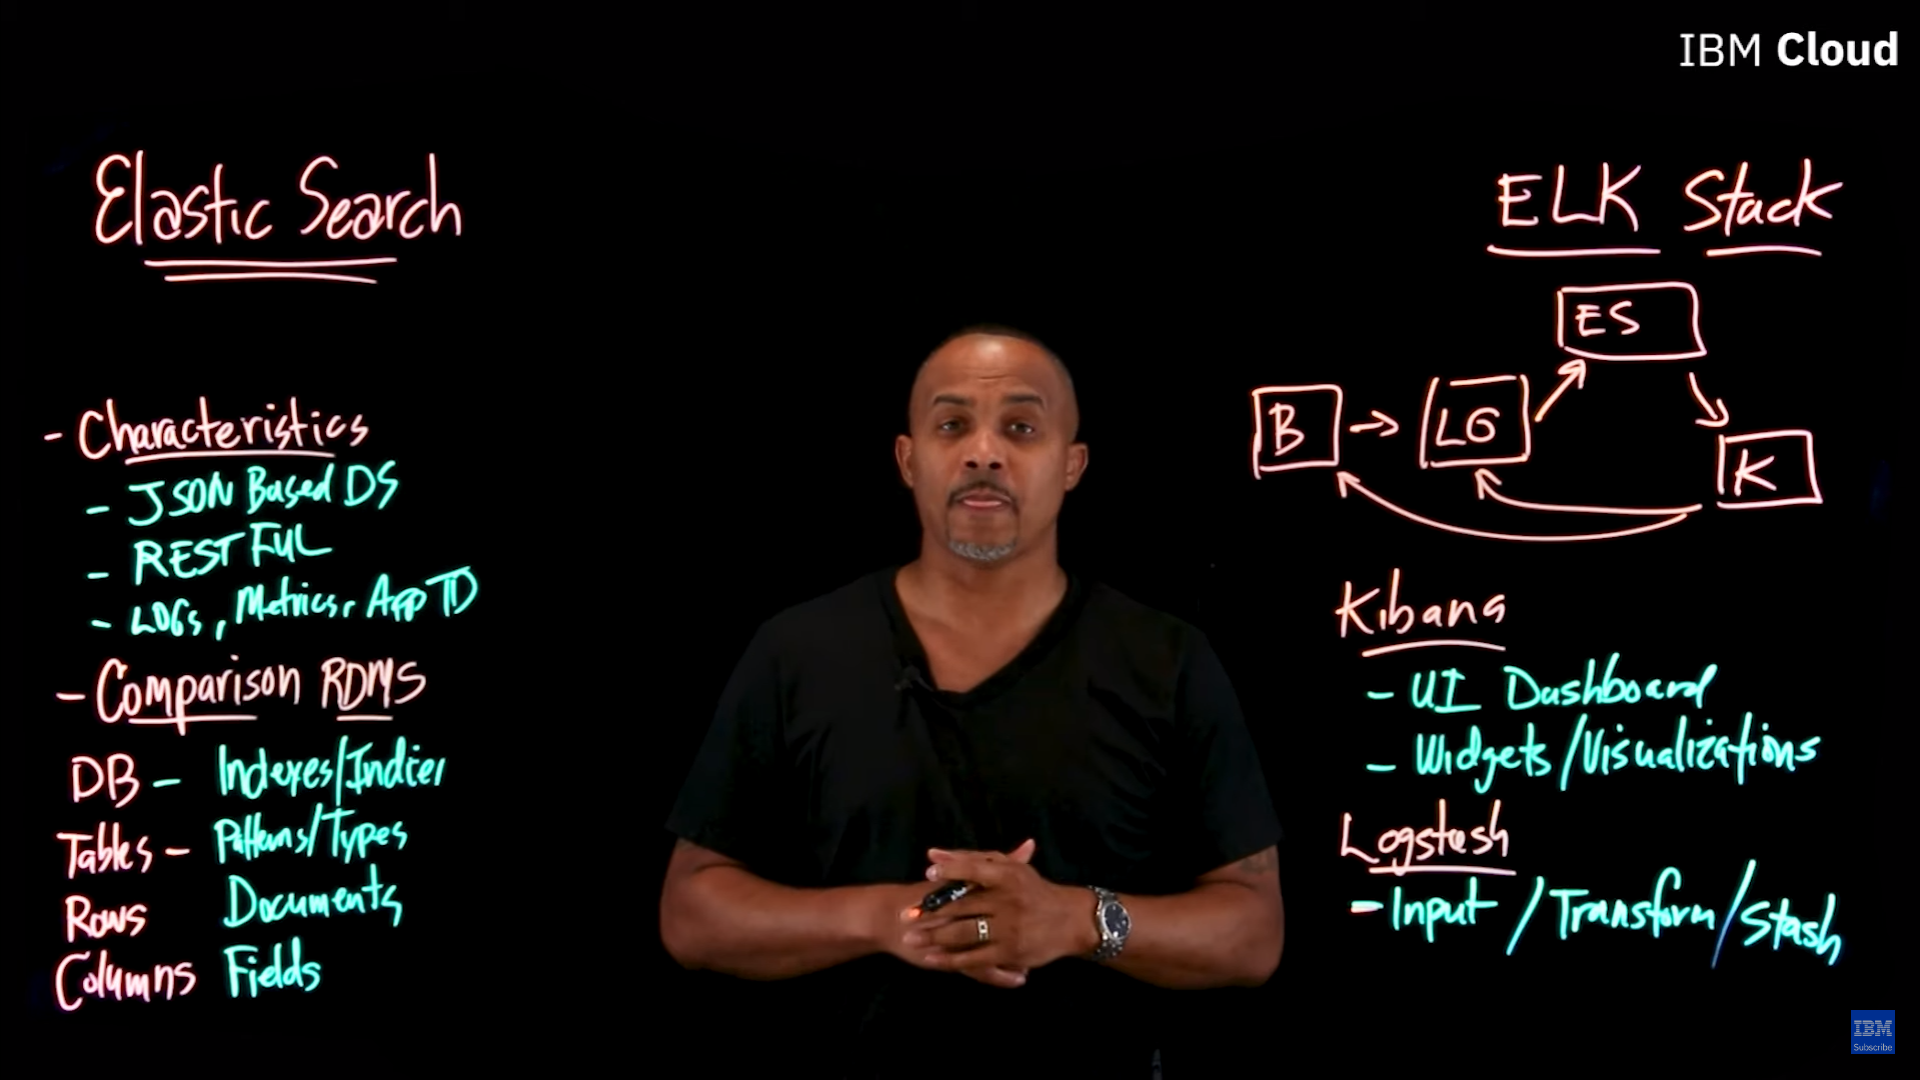 IBM Cloud
Elastic Search
- Characteristics
- JSON Based DS
- RESTFUL
- LOGs, Metrics, App TD
- Comparison RDMS
DB - Indexes/Indices
Tables - Patterns/Types
Rows Documents
Columns Fields
ELK Stack
ES
B → LG
K
Kibana
- UI Dashboard
- Widgets/Visualizations
Logstash
- Input / Transform / Stash
IBM
Subscribe